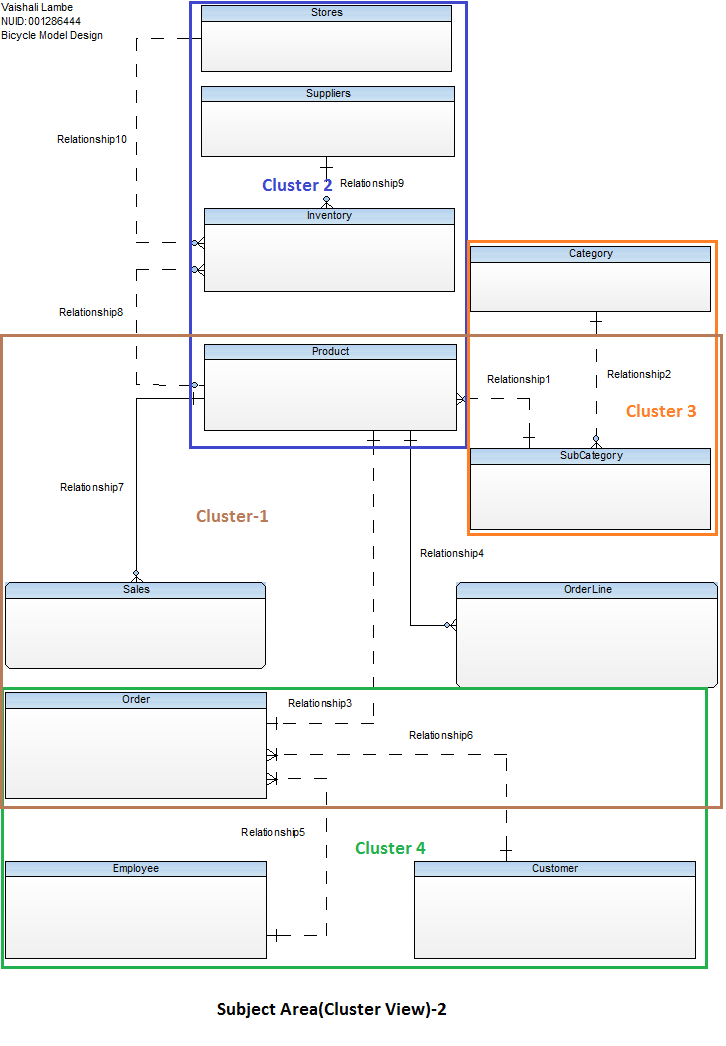 Vaishali Lambe
NUID:001286444
Bicycle Model Design
Stores
Suppliers
Relationship10
Cluster 2
Relationship9
Inventory
Category
Relationship8
Product
Relationship1
Relationship2
Cluster 3
SubCategory
Relationship7
Cluster-1
Relationship4
Sales
OrderLine
Order
Relationship3
Relationship6
Relationship5
Cluster 4
Employee
Customer
Subject Area(Cluster View)-2